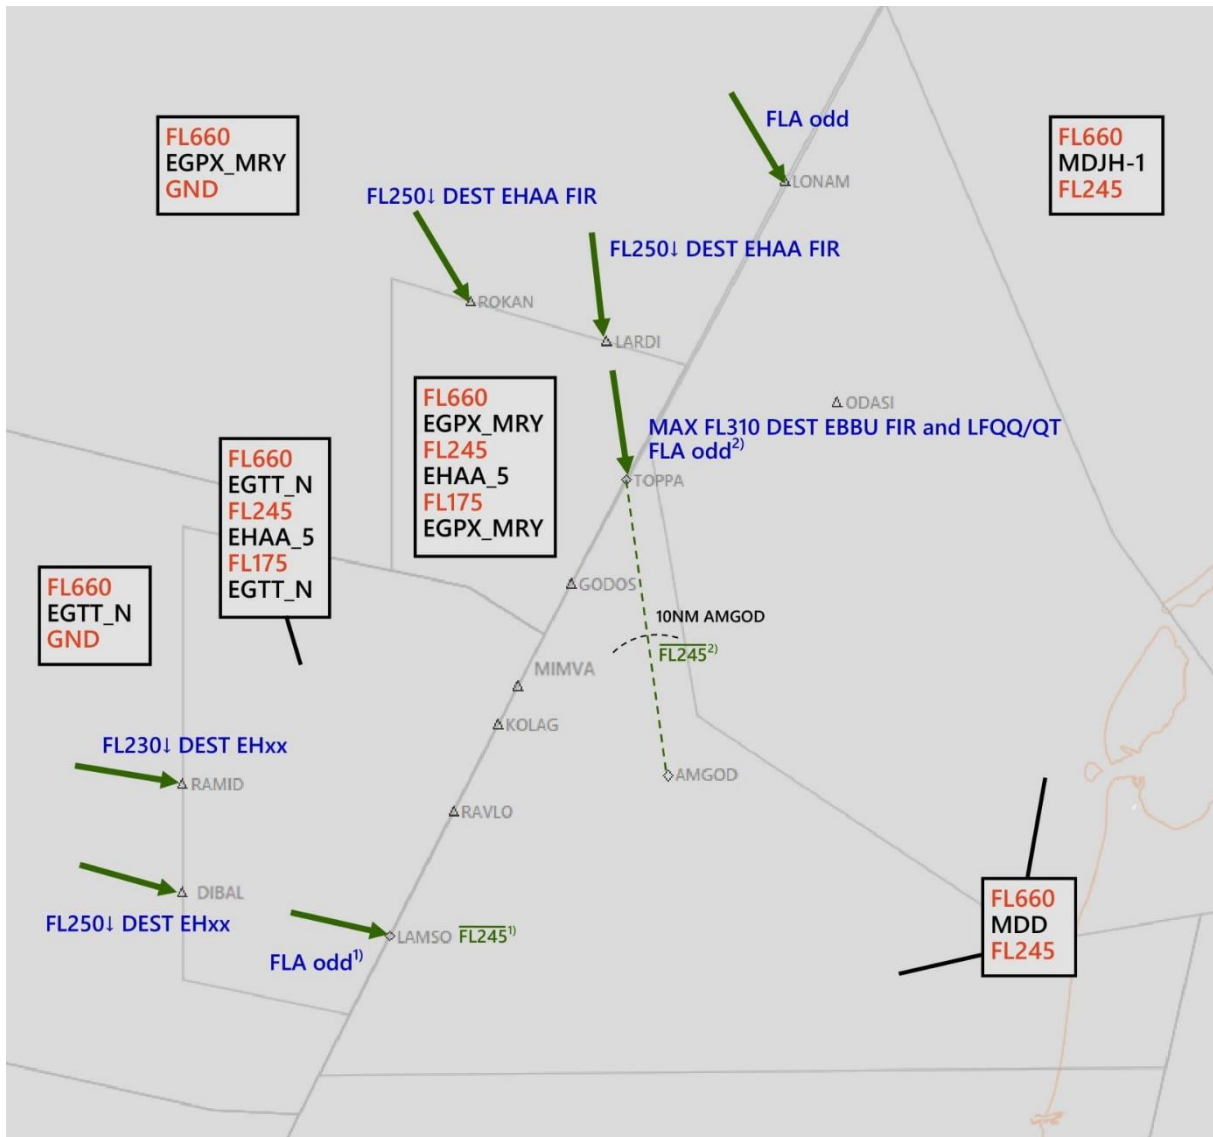 FLA odd
LONAM
FL660
EGPX_MRY
GND
FL660
MDJH-1
FL245
FL250↓ DEST EHAA FIR
FL250↓ DEST EHAA FIR
ROKAN
LARDI
ODASI
FL660
EGPX_MRY
FL245
EHAA_5
FL175
EGPX_MRY
MAX FL310 DEST EBBU FIR and LFQQ/QT
FLA odd2)
TOPPA
FL660
EGTT_N
FL245
EHAA_5
FL175
EGTT_N
FL660
EGTT_N
GND
GODOS
10NM AMGOD
FL2452)
MIMVA
KOLAG
FL230↓ DEST EHxx
RAMID
AMGOD
RAVLO
DIBAL
FL250↓ DEST EHxx
LAMSO FL2451)
FLA odd1)
FL660
MDD
FL245